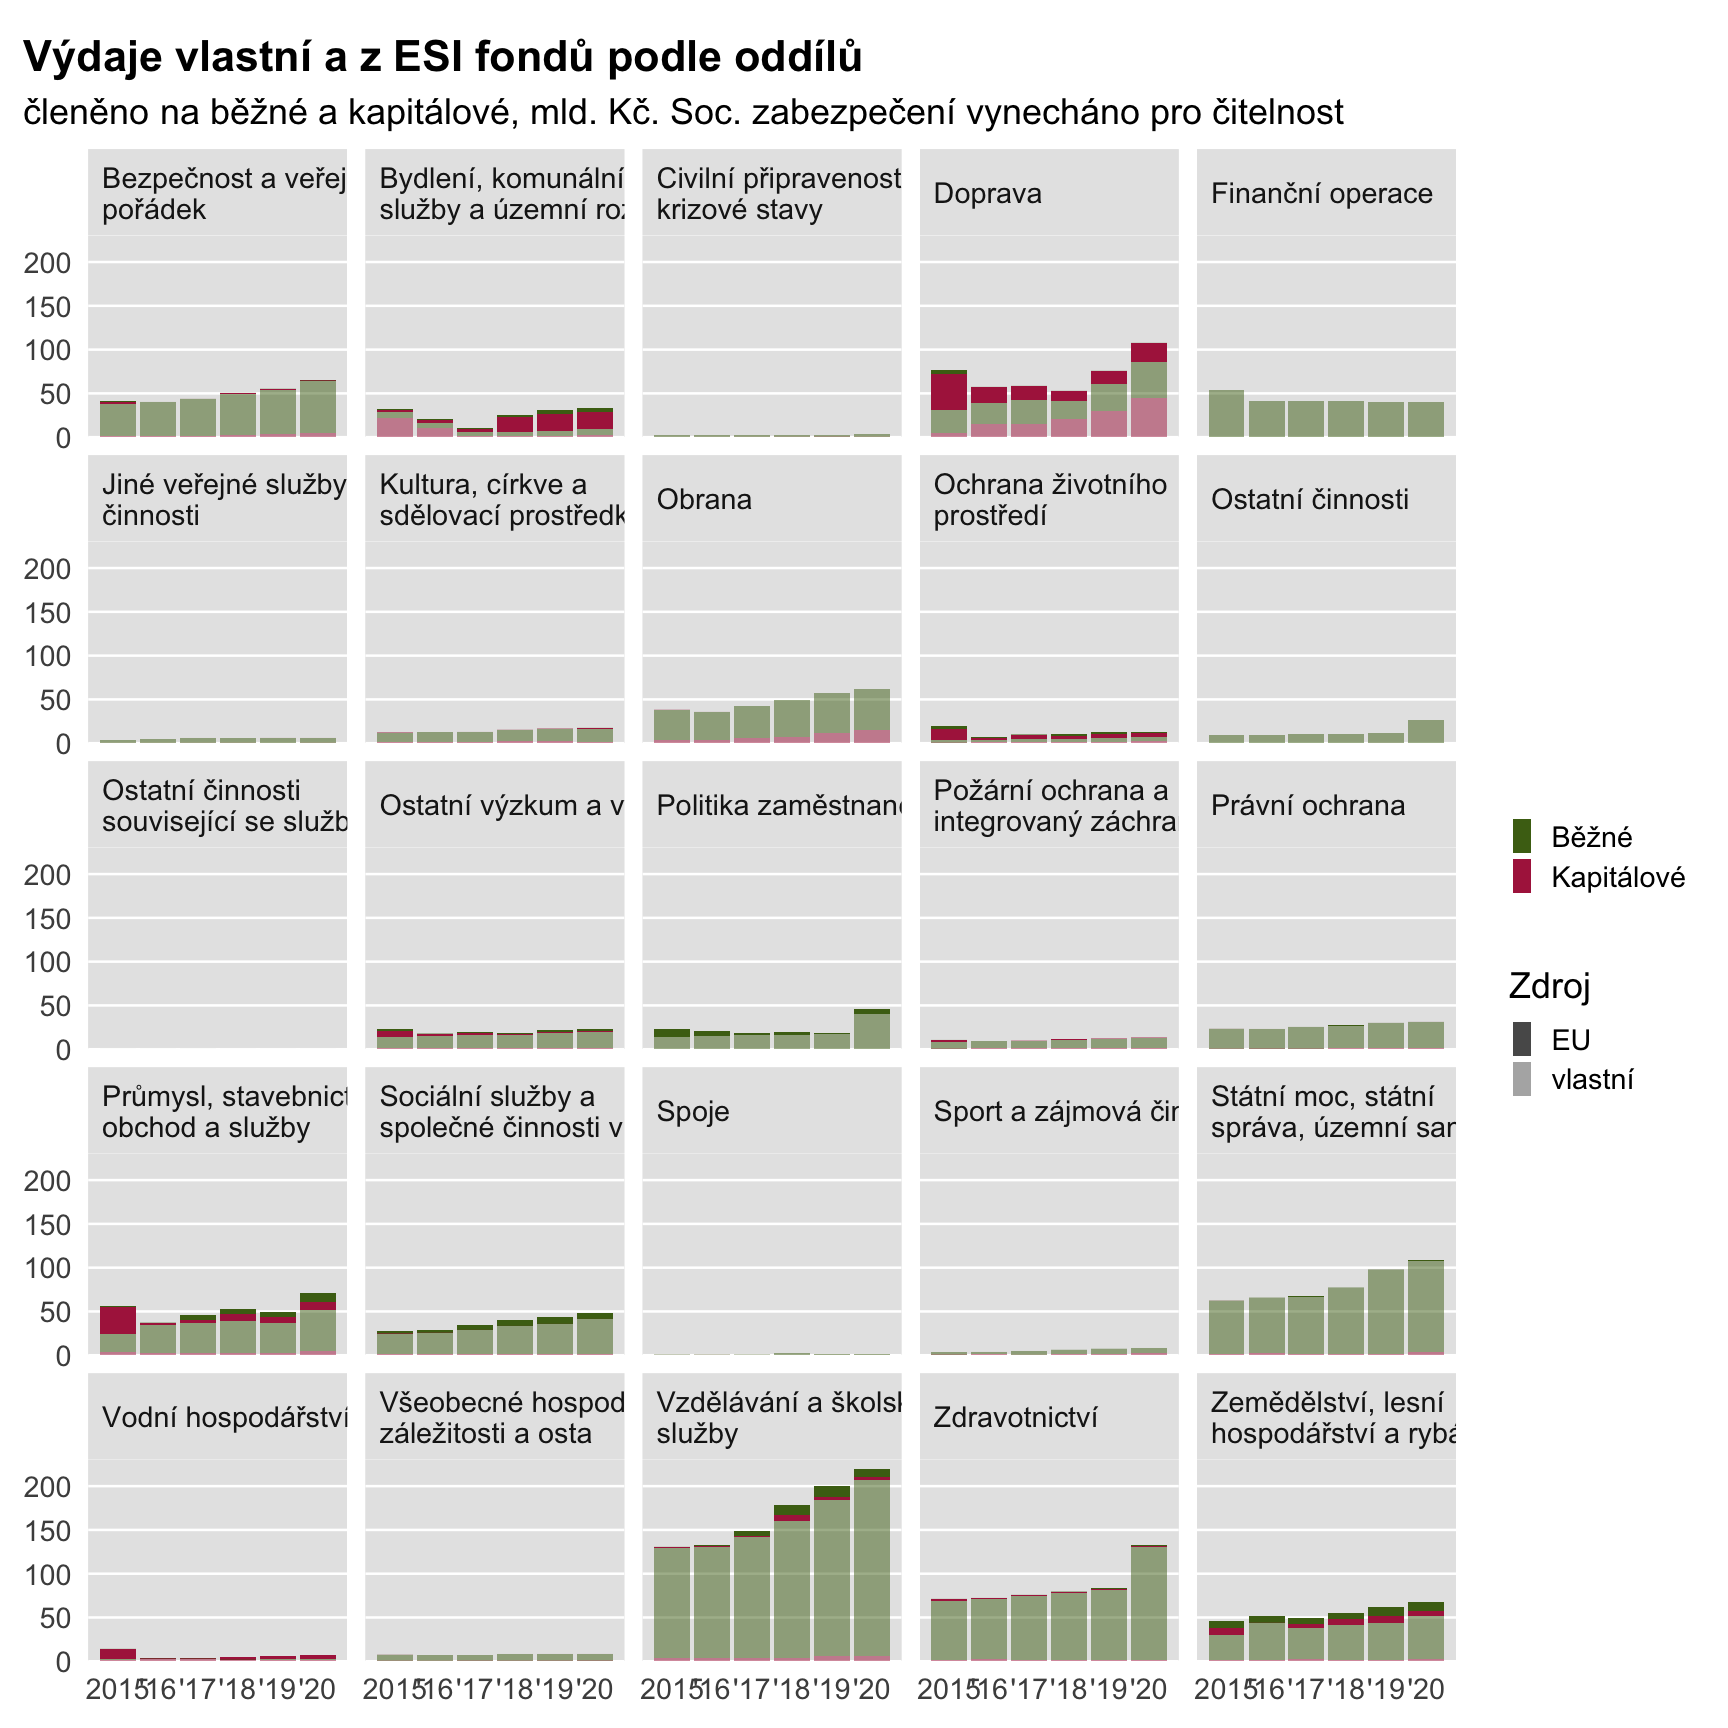 Výdaje vlastní a z ESI fondů podle oddílů
členěno na běžné a kapitálové, mld. Kč. Soc. zabezpečení vynecháno pro čitelnost
Bezpečnost a veřej
pořádek
Bydlení, komunální
služby a územní roz
Civilní připravenost
krizové stavy
Doprava
Finanční operace
200
150
100
50
0
Jiné veřejné služby
činnosti
Kultura, církve a
sdělovací prostředk
Obrana
Ochrana životního
prostředí
Ostatní činnosti
200
150
100
50
0
Ostatní činnosti
související se služb
Ostatní výzkum a v
Politika zaměstnano
Požární ochrana a
integrovaný záchra
Právní ochrana
200
150
100
50
0
Průmysl, stavebnict
obchod a služby
Sociální služby a
společné činnosti v
Spoje
Sport a zájmová čin
Státní moc, státní
správa, územní sam
200
150
100
50
0
Vodní hospodářství
Všeobecné hospod
záležitosti a osta
Vzdělávání a školsk
služby
Zdravotnictví
Zemědělství, lesní
hospodářství a rybá
200
150
100
50
0
2015 '16 '17 '18 '19 '20
2015 '16 '17 '18 '19 '20
2015 '16 '17 '18 '19 '20
2015 '16 '17 '18 '19 '20
2015 '16 '17 '18 '19 '20
Běžné
Kapitálové
Zdroj
EU
vlastní